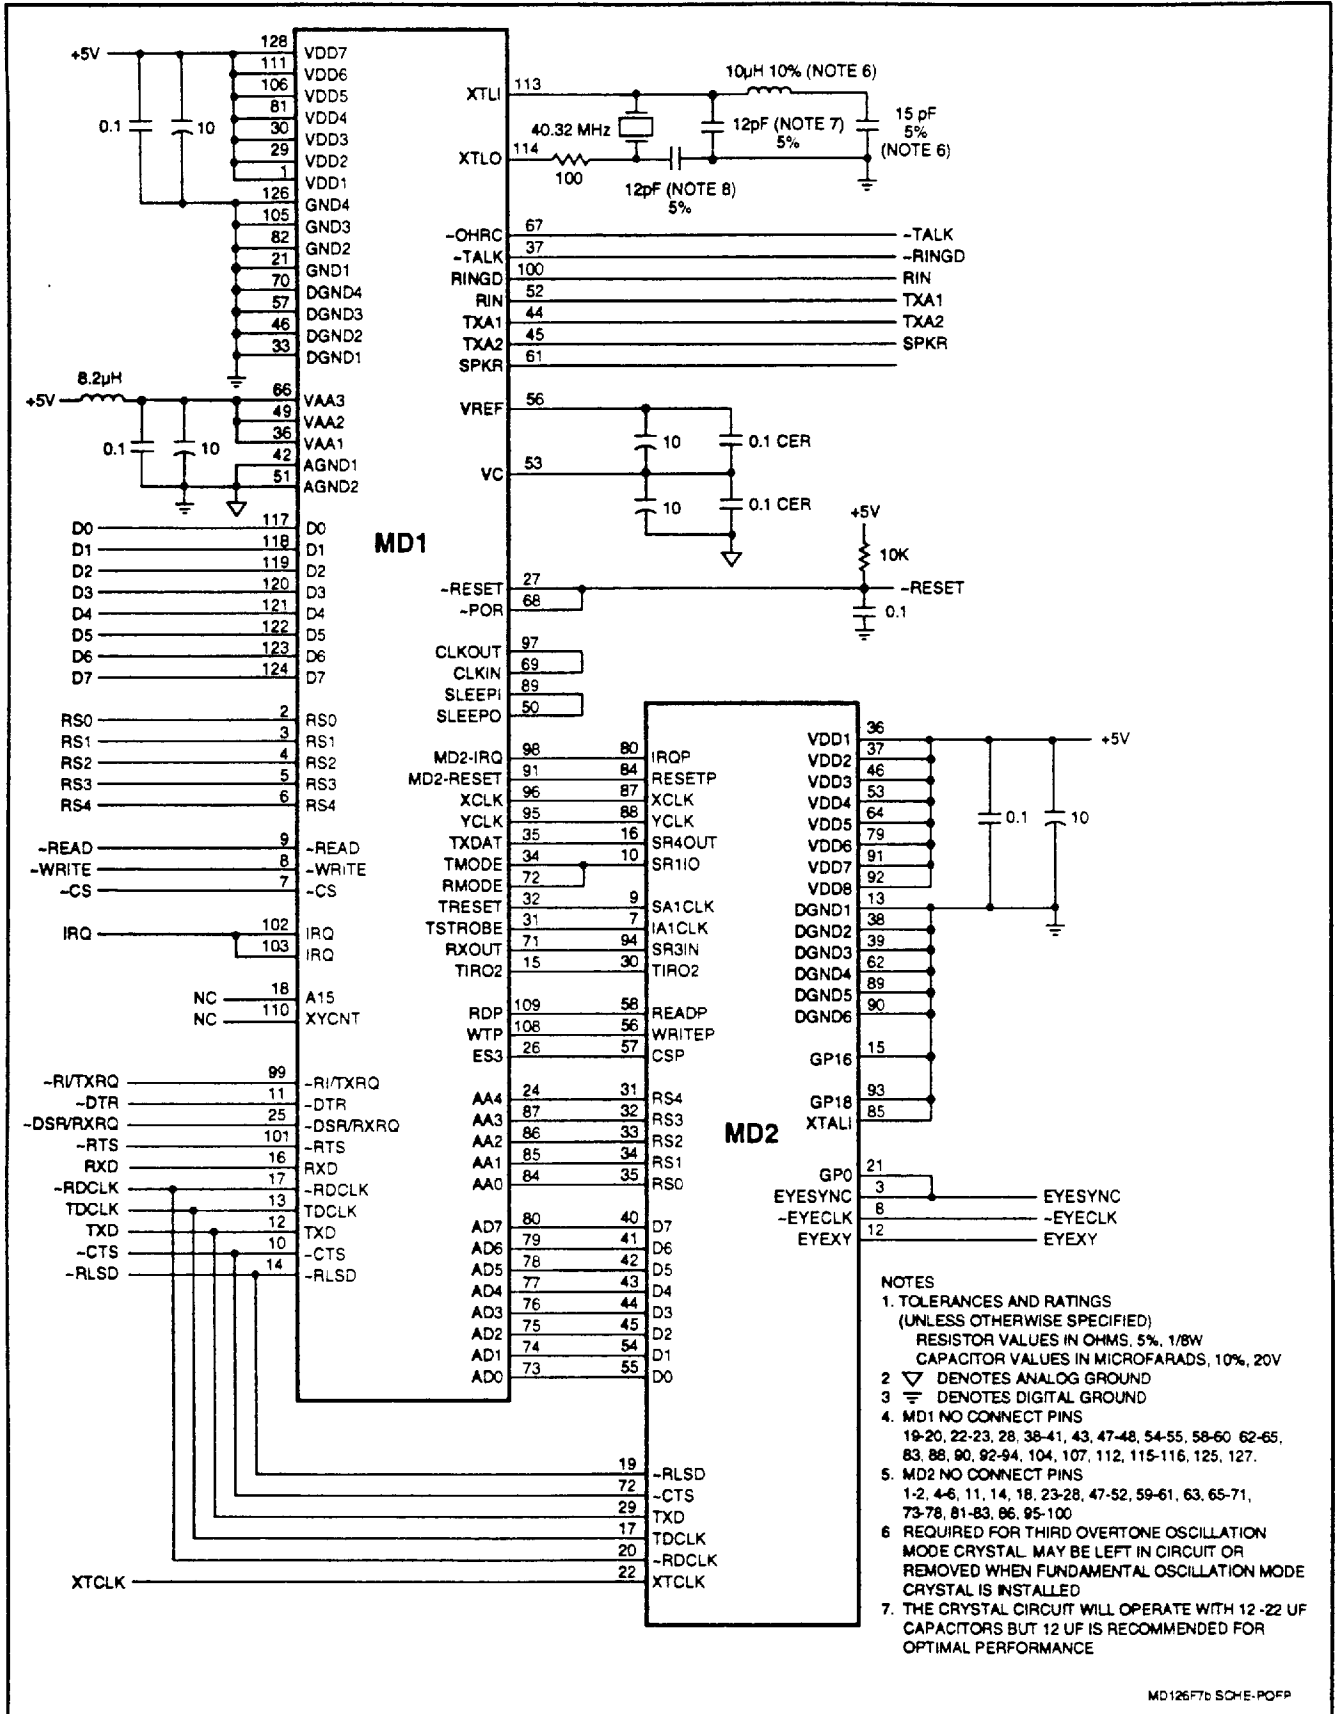 +5V
0.1
10
128 VDD7
111 VDD6
106 VDD5
81 VDD4
30 VDD3
29 VDD2
1 VDD1
126 GND4
105 GND3
82 GND2
21 GND1
70 DGND4
57 DGND3
46 DGND2
33 DGND1
8.2µH
+5V
0.1
10
66 VAA3
49 VAA2
36 VAA1
42 AGND1
51 AGND2
D0 117 D0
D1 118 D1
D2 119 D2
D3 120 D3
D4 121 D4
D5 122 D5
D6 123 D6
D7 124 D7
RS0 2 RS0
RS1 3 RS1
RS2 4 RS2
RS3 5 RS3
RS4 6 RS4
~READ 9 ~READ
~WRITE 8 ~WRITE
~CS 7 ~CS
IRQ 102 IRQ
103 IRQ
NC 18 A15
NC 110 XYCNT
~RI/TXRQ 99 ~RI/TXRQ
~DTR 11 ~DTR
~DSR/RXRQ 25 ~DSR/RXRQ
~RTS 101 ~RTS
RXD 16 RXD
~RDCLK 17 ~RDCLK
TDCLK 13 TDCLK
TXD 12 TXD
~CTS 10 ~CTS
~RLSD 14 ~RLSD
XTCLK
MD1
XTLI 113
XTLO 114
40.32 MHz
100
10µH 10% (NOTE 6)
12pF (NOTE 7)
5%
15 pF
5%
(NOTE 6)
12pF (NOTE 8)
5%
~OHRC 67 ~TALK
~TALK 37 ~RINGD
RINGD 100 RIN
RIN 52 TXA1
TXA1 44 TXA2
TXA2 45 SPKR
SPKR 61
VREF 56
10
0.1 CER
VC 53
10
0.1 CER
+5V
10K
~RESET 27 ~RESET
~POR 68
0.1
CLKOUT 97
CLKIN 69
SLEEPI 89
SLEEPO 50
MD2-IRQ 98 80 IRQP
MD2-RESET 91 84 RESETP
XCLK 96 87 XCLK
YCLK 95 88 YCLK
TXDAT 35 16 SR4OUT
TMODE 34 10 SR1IO
RMODE 72
TRESET 32 9 SA1CLK
TSTROBE 31 7 IA1CLK
RXOUT 71 94 SR3IN
TIRO2 15 30 TIRO2
RDP 109 58 READP
WTP 108 56 WRITEP
ES3 26 57 CSP
AA4 24 31 RS4
AA3 87 32 RS3
AA2 86 33 RS2
AA1 85 34 RS1
AA0 84 35 RS0
AD7 80 40 D7
AD6 79 41 D6
AD5 78 42 D5
AD4 77 43 D4
AD3 76 44 D3
AD2 75 45 D2
AD1 74 54 D1
AD0 73 55 D0
19 ~RLSD
72 ~CTS
29 TXD
17 TDCLK
20 ~RDCLK
22 XTCLK
MD2
VDD1 36
VDD2 37
VDD3 46
VDD4 53
VDD5 64
VDD6 79
VDD7 91
VDD8 92
DGND1 13
DGND2 38
DGND3 39
DGND4 62
DGND5 89
DGND6 90
GP16 15
GP18 93
XTALI 85
+5V
0.1
10
GP0 21
EYESYNC 3 EYESYNC
~EYECLK 8 ~EYECLK
EYEXY 12 EYEXY
NOTES
1. TOLERANCES AND RATINGS
(UNLESS OTHERWISE SPECIFIED)
RESISTOR VALUES IN OHMS, 5%, 1/8W
CAPACITOR VALUES IN MICROFARADS, 10%, 20V
2 DENOTES ANALOG GROUND
3 DENOTES DIGITAL GROUND
4. MD1 NO CONNECT PINS
19-20, 22-23, 28, 38-41, 43, 47-48, 54-55, 58-60 62-65,
83, 88, 90, 92-94, 104, 107, 112, 115-116, 125, 127.
5. MD2 NO CONNECT PINS
1-2, 4-6, 11, 14, 18, 23-28, 47-52, 59-61, 63, 65-71,
73-78, 81-83, 86, 95-100
6 REQUIRED FOR THIRD OVERTONE OSCILLATION
MODE CRYSTAL. MAY BE LEFT IN CIRCUIT OR
REMOVED WHEN FUNDAMENTAL OSCILLATION MODE
CRYSTAL IS INSTALLED
7. THE CRYSTAL CIRCUIT WILL OPERATE WITH 12 -22 UF
CAPACITORS BUT 12 UF IS RECOMMENDED FOR
OPTIMAL PERFORMANCE
MD126F7b SCHE-PQFP